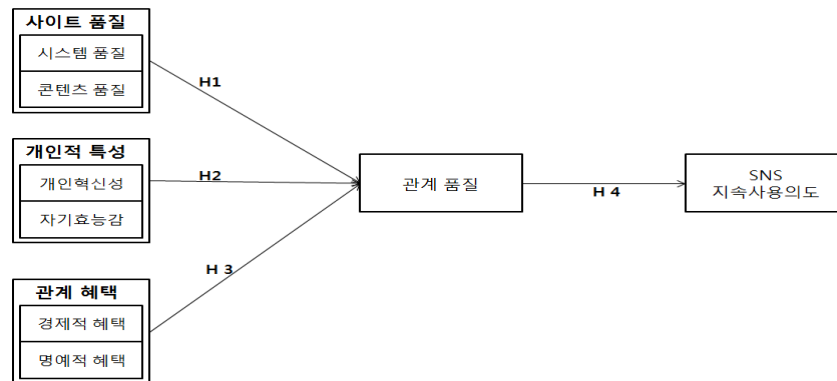 사이트 품질
시스템 품질
콘텐츠 품질
H1
개인적 특성
개인혁신성
자기효능감
H2
관계 혜택
경제적 혜택
명예적 혜택
H 3
관계 품질
H 4
SNS
지속사용의도